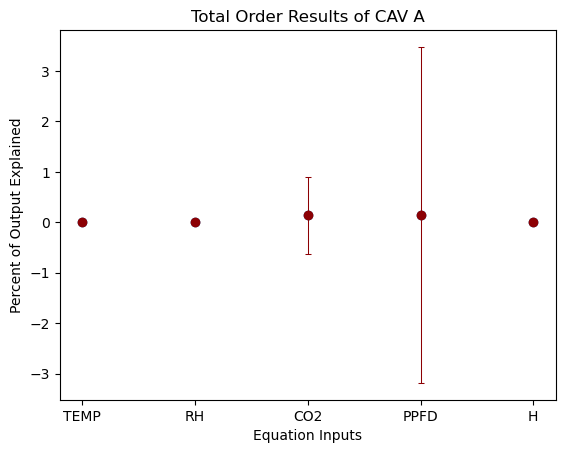 Total Order Results of CAV A
Percent of Output Explained
3
2
1
0
−1
−2
−3
TEMP RH CO2 PPFD H
Equation Inputs